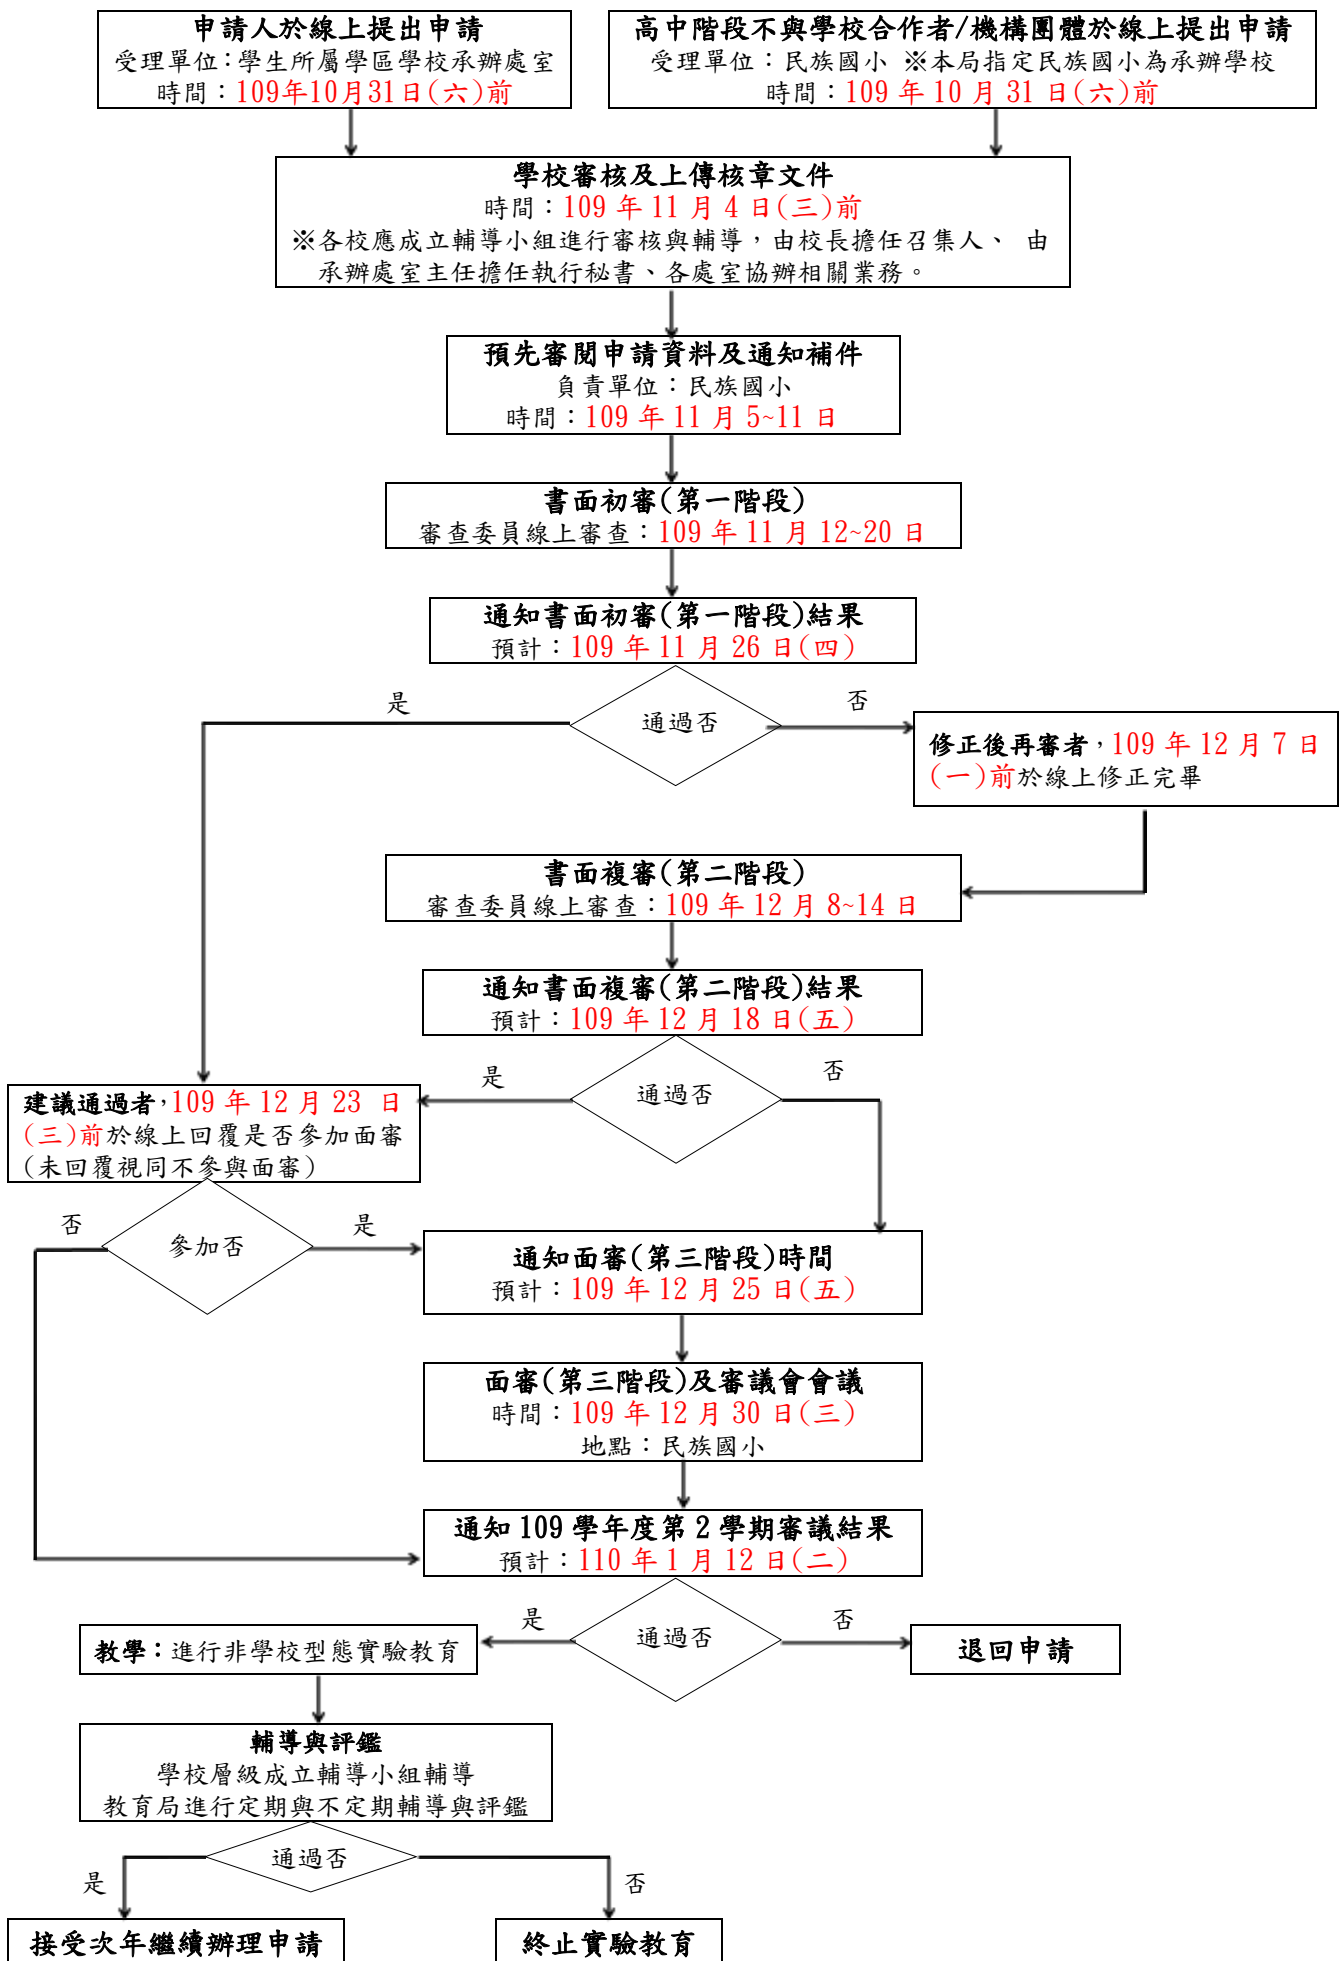 申請人於線上提出申請
受理單位：學生所屬學區學校承辦處室
時間：109年10月31日(六)前
高中階段不與學校合作者/機構團體於線上提出申請
受理單位：民族國小 ※本局指定民族國小為承辦學校
時間：109 年 10 月 31 日(六)前
學校審核及上傳核章文件
時間：109 年 11 月 4 日(三)前
※各校應成立輔導小組進行審核與輔導，由校長擔任召集人、 由
承辦處室主任擔任執行秘書、各處室協辦相關業務。
預先審閱申請資料及通知補件
負責單位：民族國小
時間：109 年 11 月 5~11 日
書面初審(第一階段)
審查委員線上審查：109 年 11 月 12~20 日
通知書面初審(第一階段)結果
預計：109 年 11 月 26 日(四)
是
通過否
否
修正後再審者，109 年 12 月 7 日
(一)前於線上修正完畢
書面複審(第二階段)
審查委員線上審查：109 年 12 月 8~14 日
通知書面複審(第二階段)結果
預計：109 年 12 月 18 日(五)
是
通過否
否
建議通過者，109 年 12 月 23 日
(三)前於線上回覆是否參加面審
(未回覆視同不參與面審)
否
參加否
是
通知面審(第三階段)時間
預計：109 年 12 月 25 日(五)
面審(第三階段)及審議會會議
時間：109 年 12 月 30 日(三)
地點：民族國小
通知 109 學年度第 2 學期審議結果
預計：110 年 1 月 12 日(二)
是
通過否
否
教學：進行非學校型態實驗教育
退回申請
輔導與評鑑
學校層級成立輔導小組輔導
教育局進行定期與不定期輔導與評鑑
是
通過否
否
接受次年繼續辦理申請
終止實驗教育